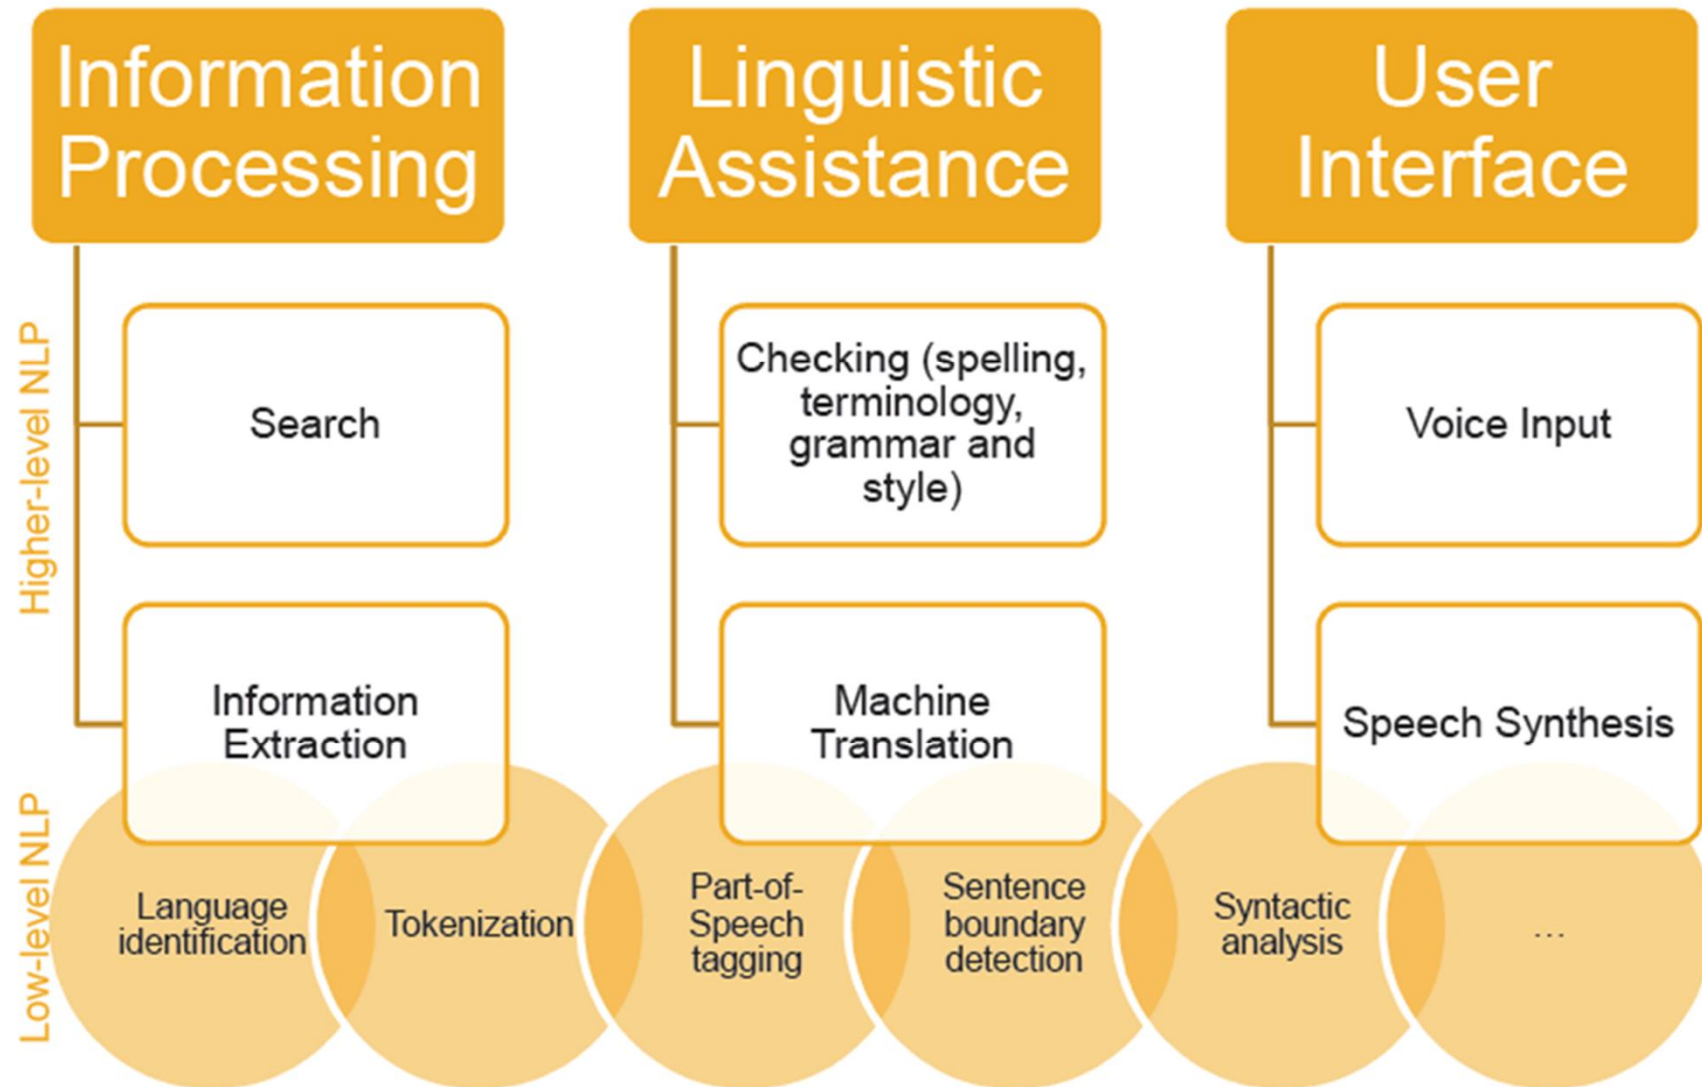 Information
Processing
Linguistic
Assistance
User
Interface
Higher-level NLP
Search
Checking (spelling,
terminology,
grammar and
style)
Voice Input
Information
Extraction
Machine
Translation
Speech Synthesis
Low-level NLP
Language
identification
Tokenization
Part-of-
Speech
tagging
Sentence
boundary
detection
Syntactic
analysis
...